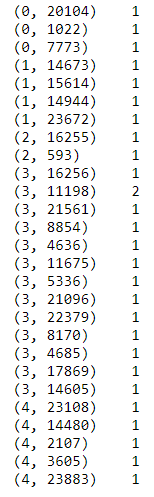 (0, 20104) 1
(0, 1022) 1
(0, 7773) 1
(1, 14673) 1
(1, 15614) 1
(1, 14944) 1
(1, 23672) 1
(2, 16255) 1
(2, 593) 1
(3, 16256) 1
(3, 11198) 2
(3, 21561) 1
(3, 8854) 1
(3, 4636) 1
(3, 11675) 1
(3, 5336) 1
(3, 21096) 1
(3, 22379) 1
(3, 8170) 1
(3, 4685) 1
(3, 17869) 1
(3, 14605) 1
(4, 23108) 1
(4, 14480) 1
(4, 2107) 1
(4, 3605) 1
(4, 23883) 1